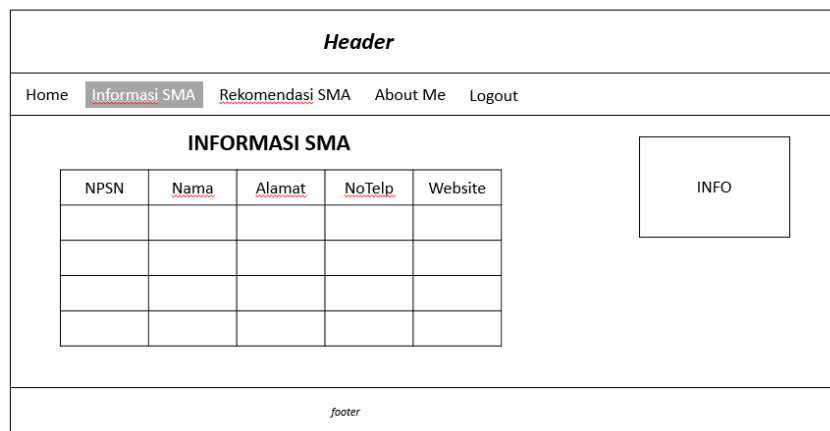 Header
Home Informasi SMA Rekomendasi SMA About Me Logout
INFORMASI SMA
INFO
NPSN Nama Alamat NoTelp Website
footer